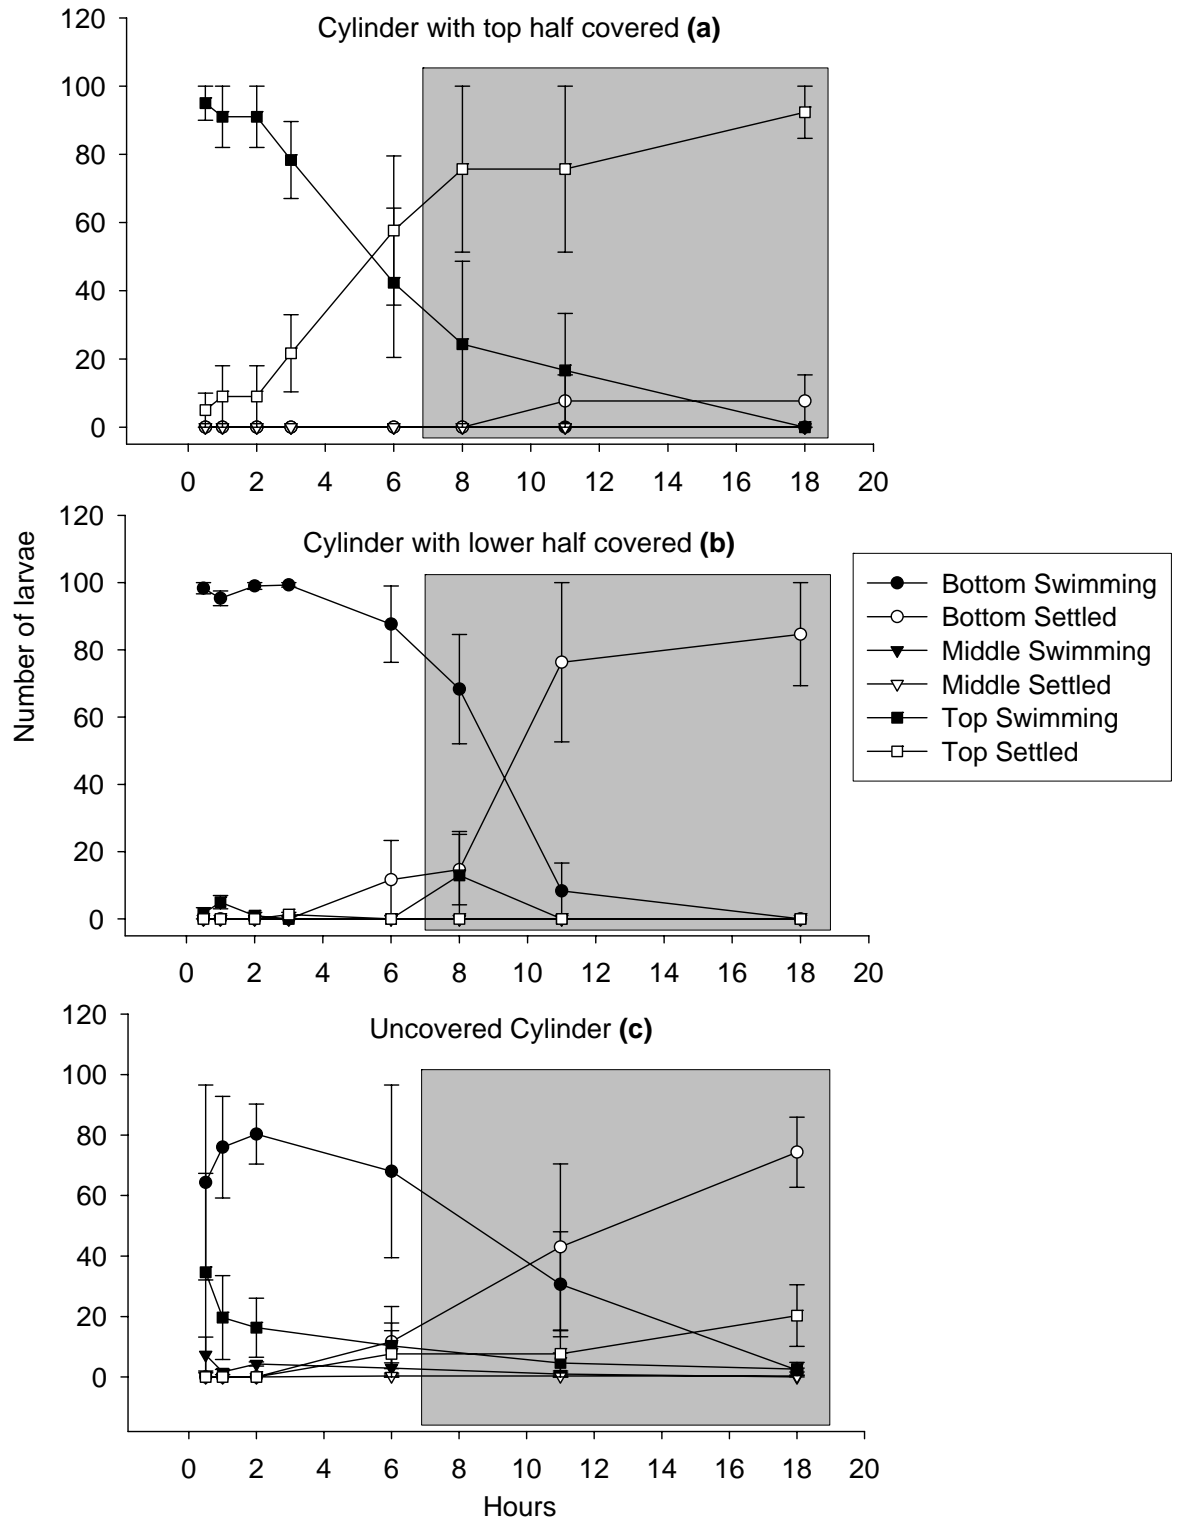 Cylinder with top half covered (a)
120
100
80
60
40
20
0
0 2 4 6 8 10 12 14 16 18 20
Cylinder with lower half covered (b)
120
100
80
60
40
20
0
0 2 4 6 8 10 12 14 16 18 20
Number of larvae
Bottom Swimming
Bottom Settled
Middle Swimming
Middle Settled
Top Swimming
Top Settled
Uncovered Cylinder (c)
120
100
80
60
40
20
0
0 2 4 6 8 10 12 14 16 18 20
Hours